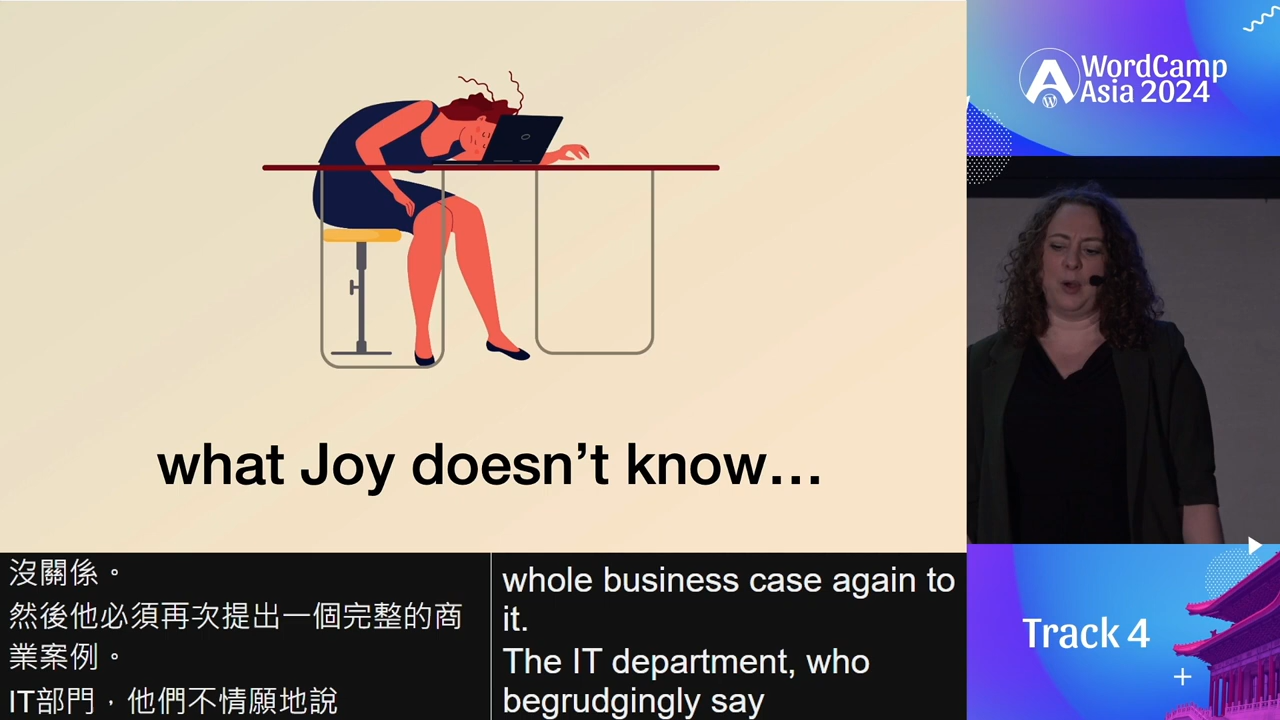 what Joy doesn’t know…
沒關係。
然後他必須再次提出一個完整的商
業案例。
IT部門，他們不情願地說
whole business case again to
it.
The IT department, who
begrudgingly say
WordCamp
Asia 2024
Track 4